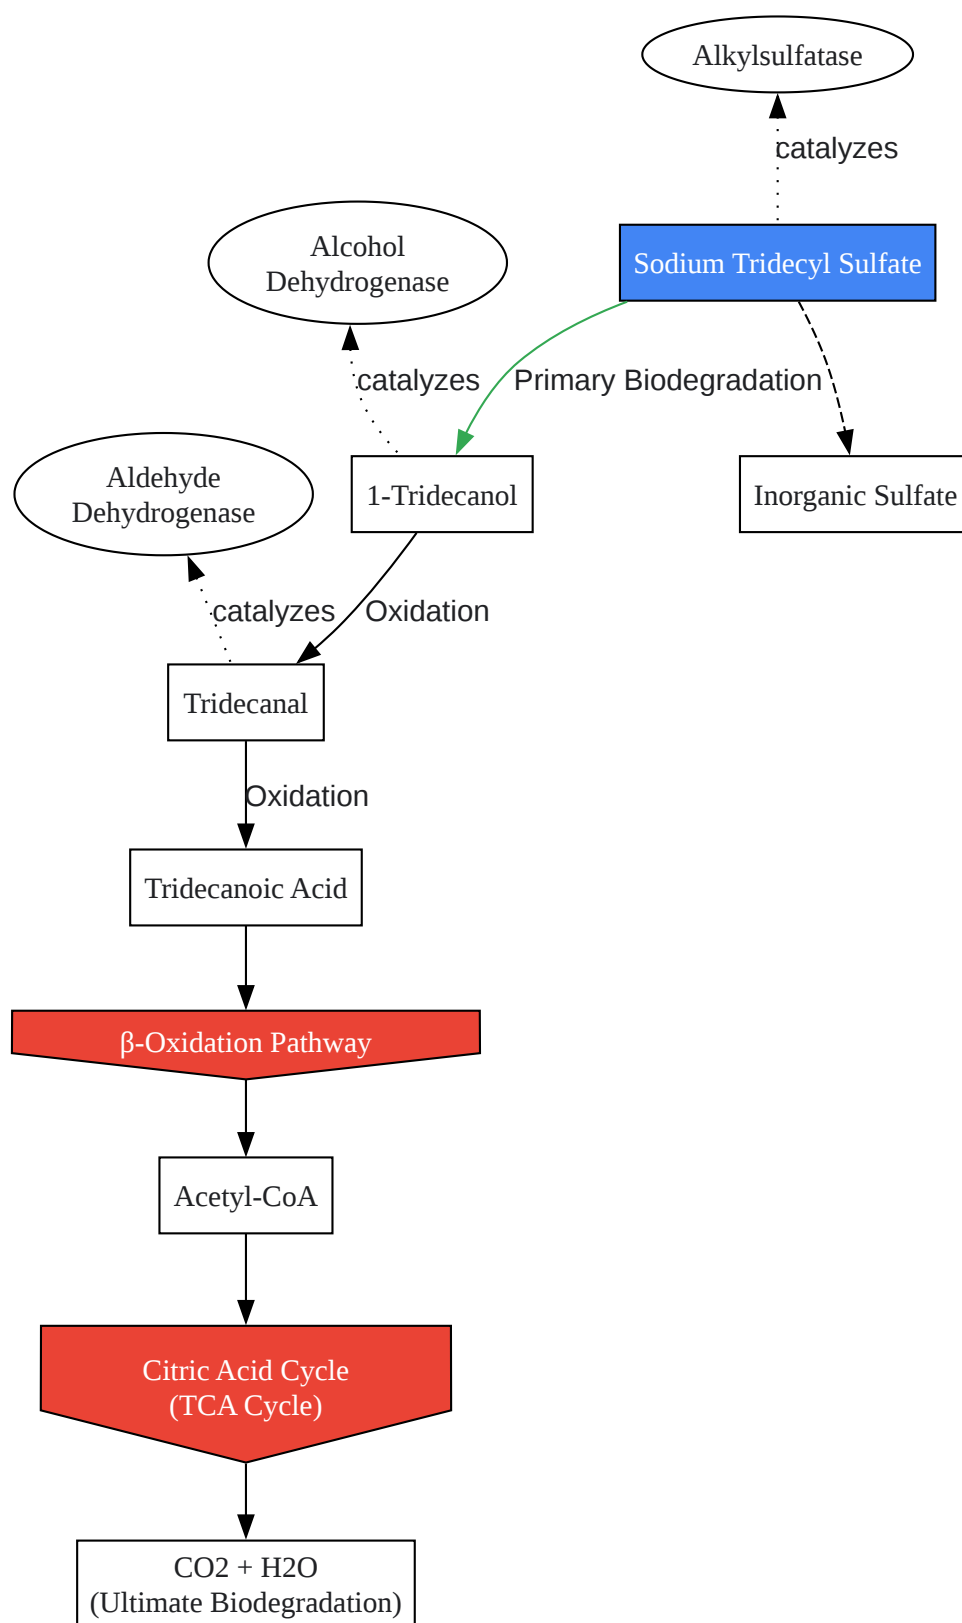 Alkylsulfatase
catalyzes
Sodium Tridecyl Sulfate
Alcohol
Dehydrogenase
catalyzes
Primary Biodegradation
Aldehyde
Dehydrogenase
1-Tridecanol
Inorganic Sulfate
catalyzes
Oxidation
Tridecanal
Oxidation
Tridecanoic Acid
β-Oxidation Pathway
Acetyl-CoA
Citric Acid Cycle
(TCA Cycle)
CO2 + H2O
(Ultimate Biodegradation)